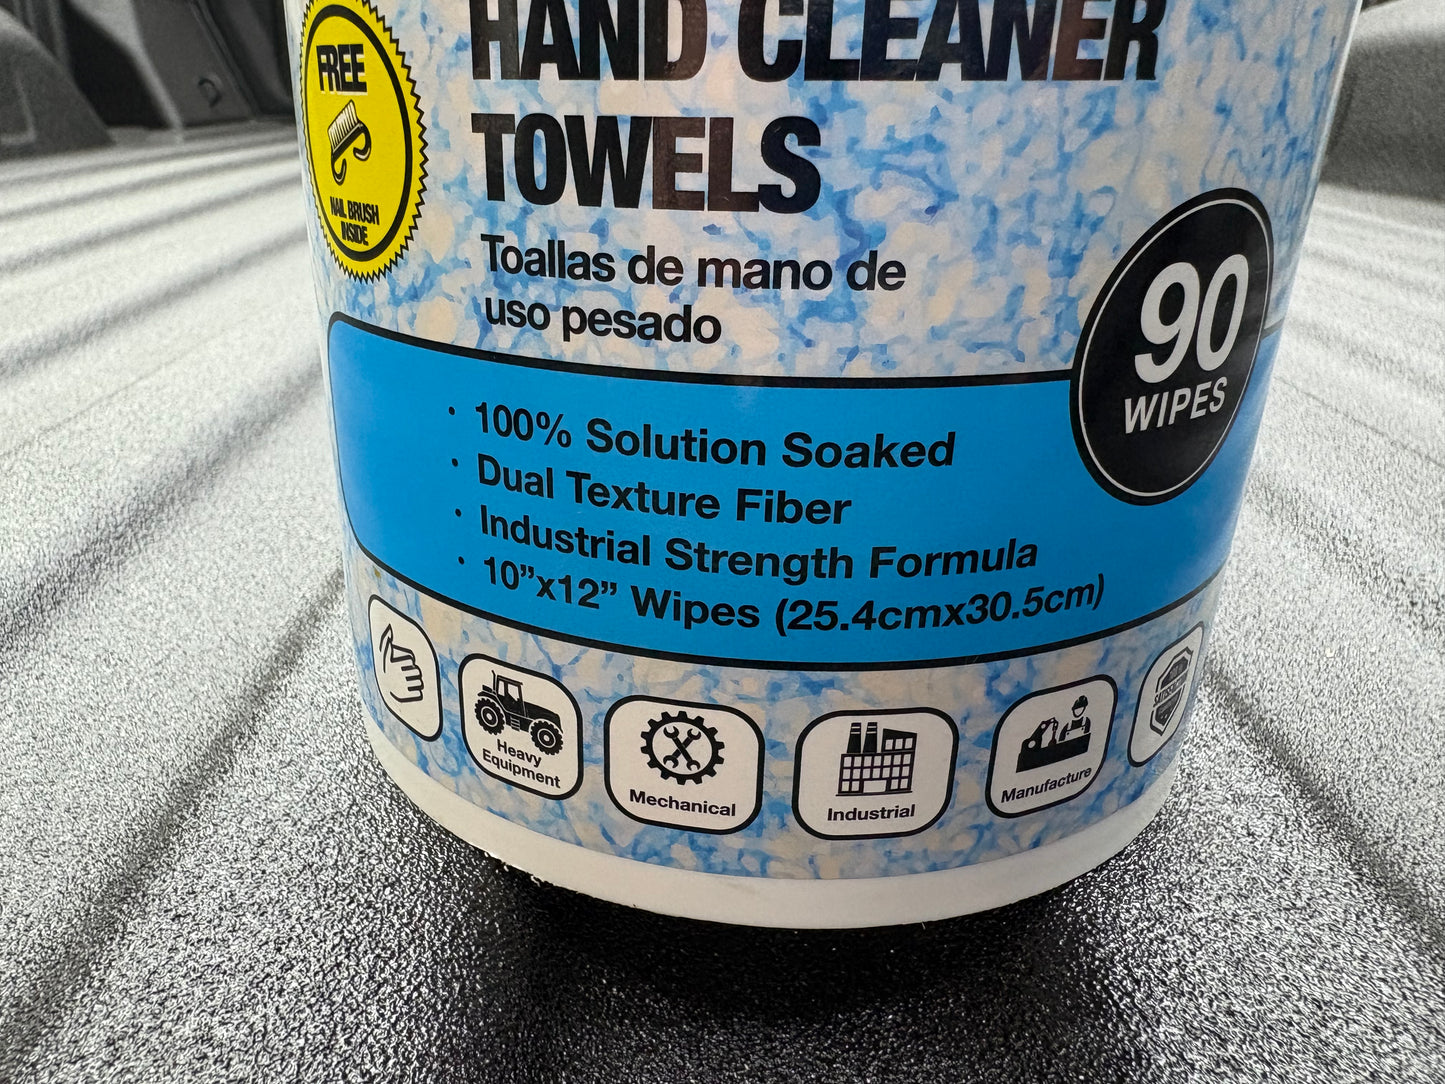 FREE
NAIL BRUSH
INSIDE
HAND CLEANER
TOWELS
Toallas de mano de
uso pesado
90
WIPES
· 100% Solution Soaked
· Dual Texture Fiber
· Industrial Strength Formula
· 10”x12” Wipes (25.4cmx30.5cm)
Heavy
Equipment
Mechanical
Industrial
Manufacture